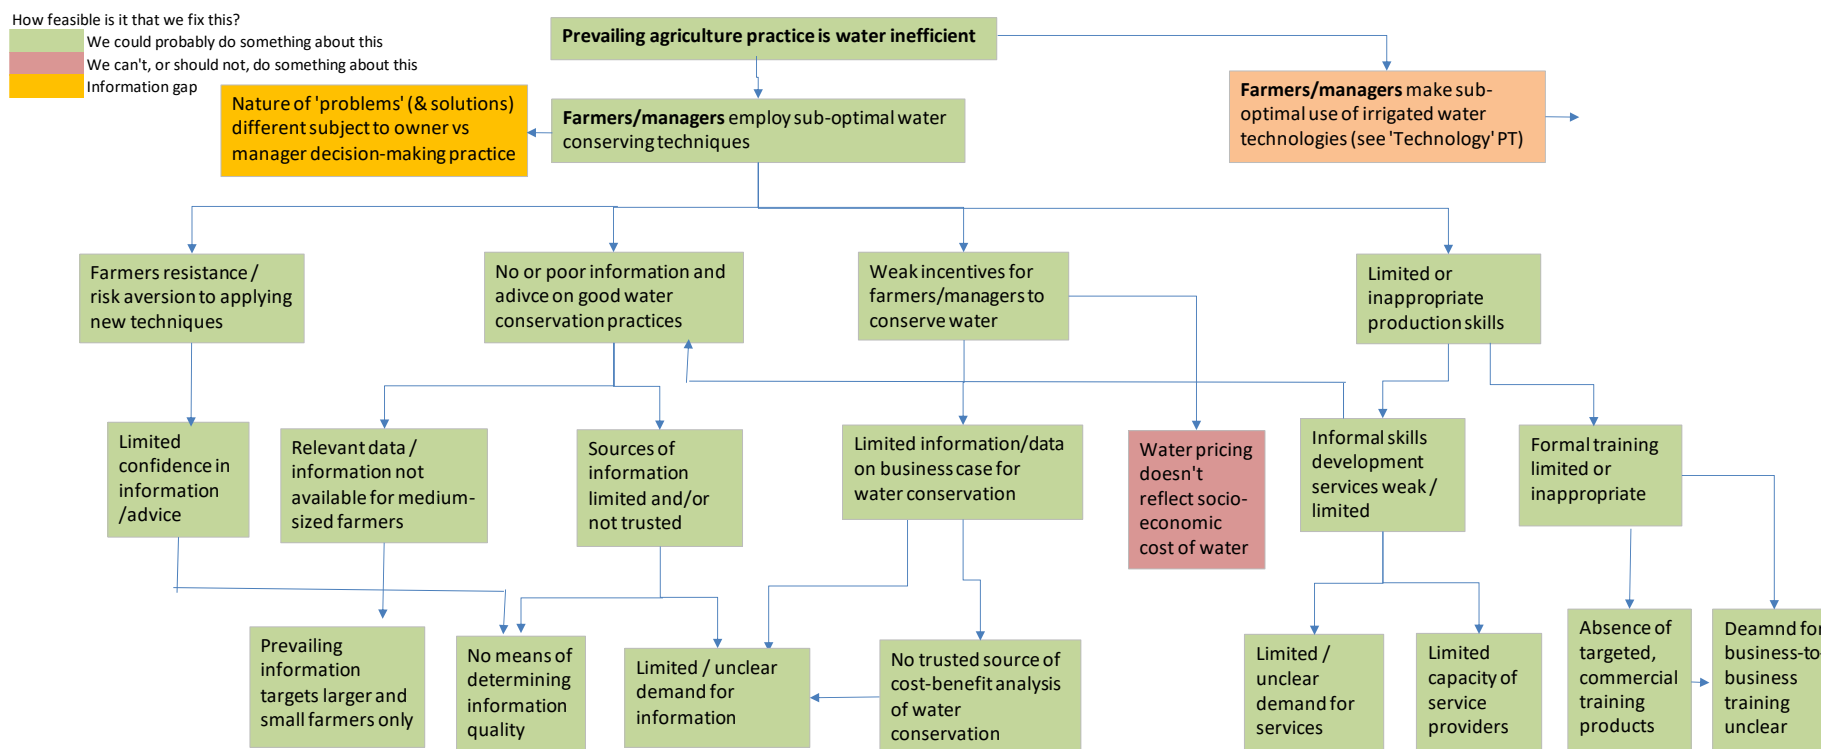 How feasible is it that we fix this?
We could probably do something about this
We can't, or should not, do something about this
Information gap
Prevailing agriculture practice is water inefficient
Nature of 'problems' (& solutions)
different subject to owner vs
manager decision-making practice
Farmers/managers employ sub-optimal water
conserving techniques
Farmers/managers make sub-
optimal use of irrigated water
technologies (see 'Technology' PT)
Farmers resistance /
risk aversion to applying
new techniques
No or poor information and
adivce on good water
conservation practices
Weak incentives for
farmers/managers to
conserve water
Limited or
inappropriate
production skills
Limited
confidence in
information
/advice
Relevant data /
information not
available for medium-
sized farmers
Sources of
information
limited and/or
not trusted
Limited information/data
on business case for
water conservation
Water pricing
doesn't
reflect socio-
economic
cost of water
Informal skills
development
services weak /
limited
Formal training
limited or
inappropriate
Prevailing
information
targets larger and
small farmers only
No means of
determining
information
quality
Limited / unclear
demand for
information
No trusted source of
cost-benefit analysis
of water
conservation
Limited /
unclear
demand for
services
Limited
capacity of
service
providers
Absence of
targeted,
commercial
training
products
Deamnd for
business-to-
business
training
unclear